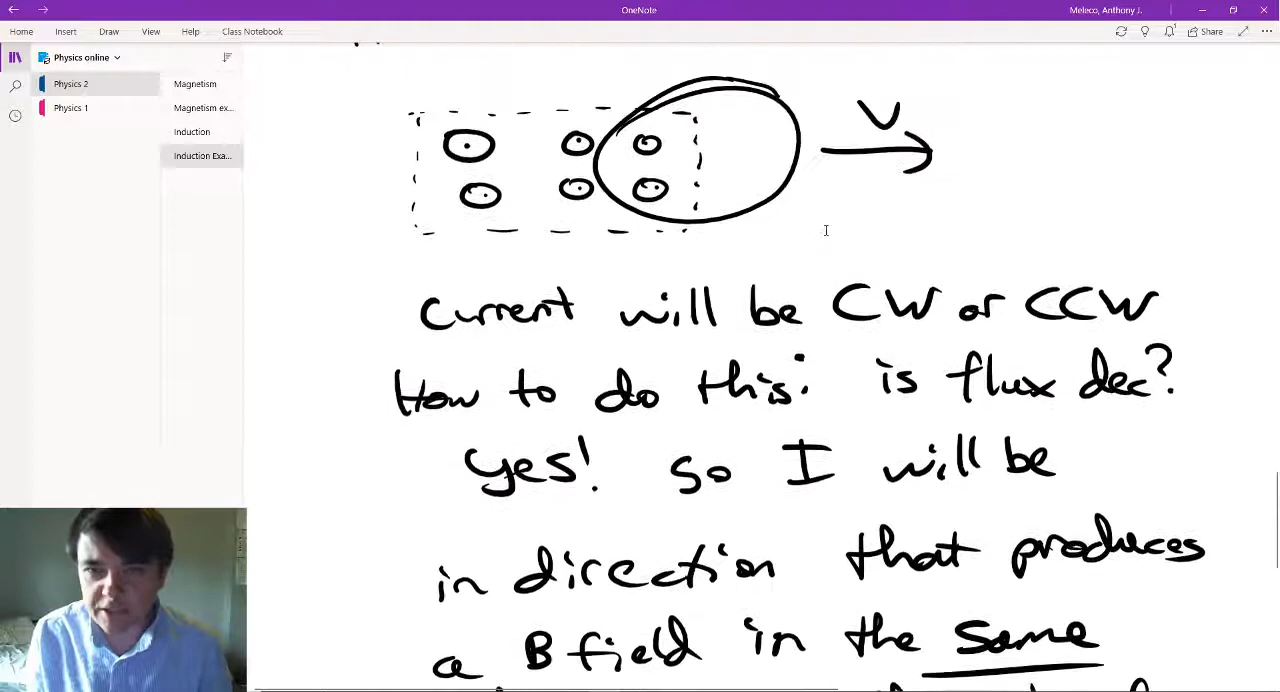 OneNote
Meleco, Anthony J.
Home Insert Draw View Help Class Notebook
Share
Physics online
Physics 2
Physics 1
Magnetism
Magnetism ex...
Induction
Induction Exa...
V
Current will be CW or CCW
How to do this: is flux dec?
yes! so I will be
in direction that produces
a B field in the same